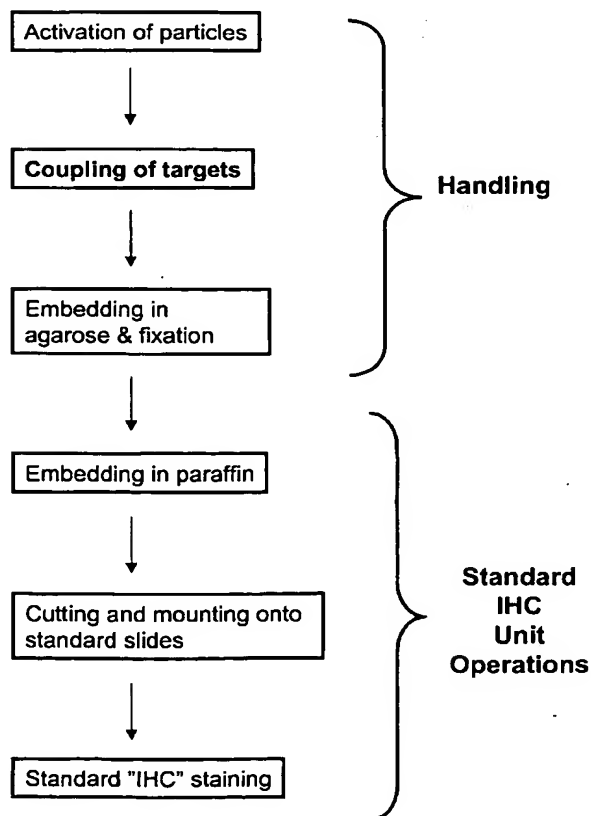 Activation of particles
Coupling of targets
Handling
Embedding in
agarose & fixation
Embedding in paraffin
Cutting and mounting onto
standard slides
Standard
IHC
Unit
Operations
Standard "IHC" staining